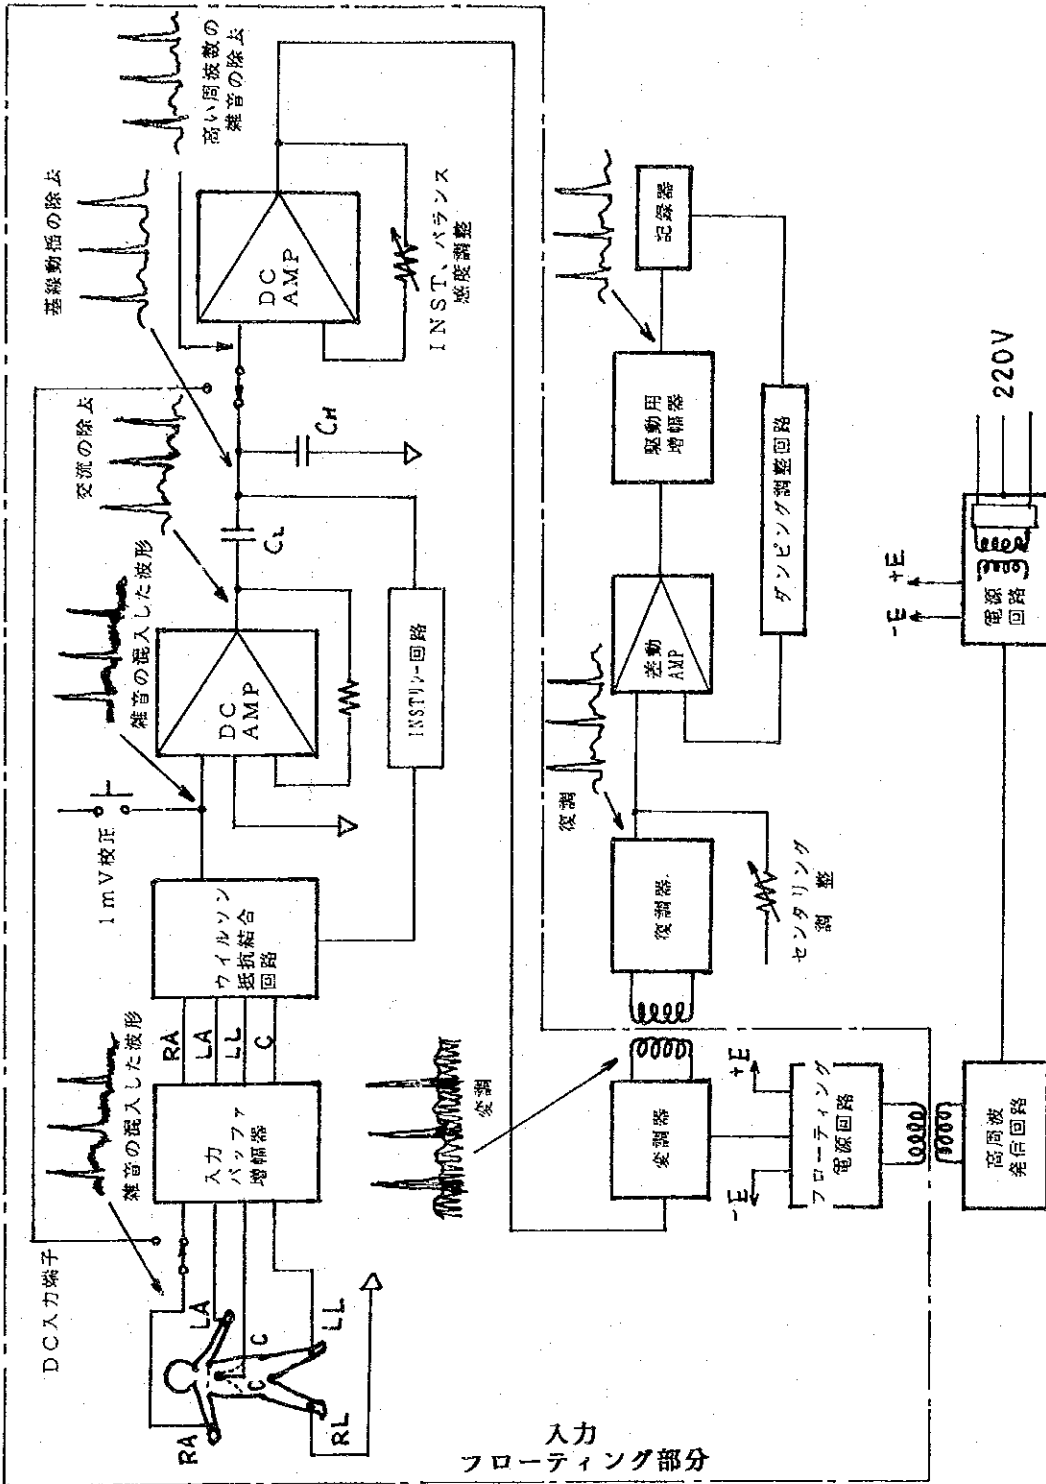 DC入力端子
雑音の混入した波形
1mV校正
雑音の混入した波形
交流の除去
基線動揺の除去
高い周波数の
雑音の除去
RA
LA
C
C
RL
LL
入力
バッファ
増幅器
RA
LA
LL
C
ウイルソン
抵抗結合
回路
DC
AMP
INSTリレー回路
CL
CH
DC
AMP
INST、バランス
感度調整
変調
変調器
復調器
復調
センタリング
調整
差動
AMP
駆動用
増幅器
記録器
ダンピング調整回路
-E
+E
フローティング
電源回路
高周波
発信回路
-E
+E
電源
回路
220V
入力
フローティング部分